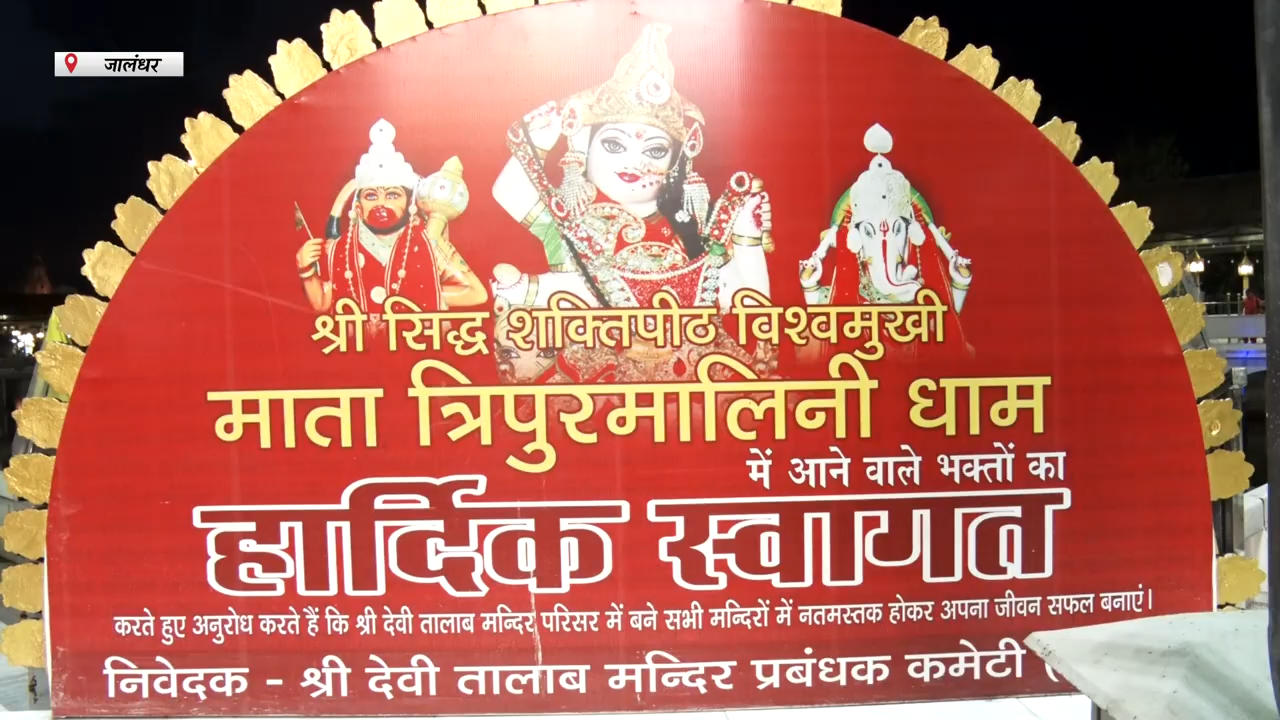 जालंधर
श्री सिद्ध शक्तिपीठ विश्वमुखी
माता त्रिपुरमालिनी धाम
में आने वाले भक्तों का
हार्दिक स्वागत
करते हुए अनुरोध करते हैं कि श्री देवी तालाब मन्दिर परिसर में बने सभी मन्दिरों में नतमस्तक होकर अपना जीवन सफल बनाएं।
निवेदक - श्री देवी तालाब मन्दिर प्रबंधक कमेटी (